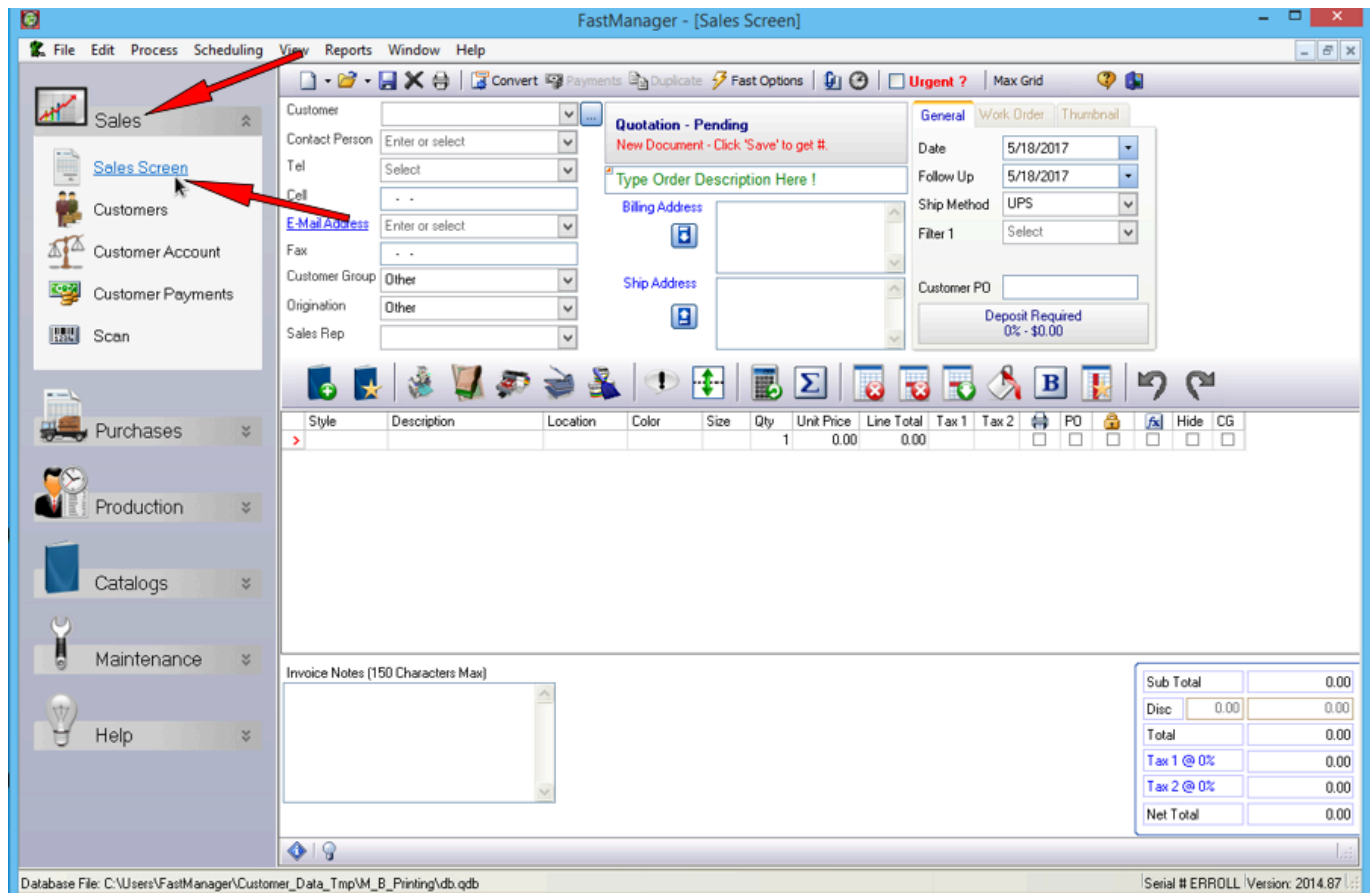 FastManager - [Sales Screen]
File Edit Process Scheduling View Reports Window Help
Convert Payments Duplicate Fast Options Urgent ? Max Grid
Sales
Sales Screen
Customers
Customer Account
Customer Payments
Scan
Purchases
Production
Catalogs
Maintenance
Help
Customer
Contact Person Enter or select
Tel Select
Cell - -
E-Mail Address Enter or select
Fax - -
Customer Group Other
Origination Other
Sales Rep
Quotation - Pending
New Document - Click 'Save' to get #.
Type Order Description Here !
Billing Address
Ship Address
General Work Order Thumbnail
Date 5/18/2017
Follow Up 5/18/2017
Ship Method UPS
Filter 1 Select
Customer PO
Deposit Required
0% - $0.00
Style Description Location Color Size Qty Unit Price Line Total Tax 1 Tax 2 PO fx Hide CG
1 0.00 0.00
Invoice Notes (150 Characters Max)
Sub Total 0.00
Disc 0.00 0.00
Total 0.00
Tax 1 @ 0% 0.00
Tax 2 @ 0% 0.00
Net Total 0.00
Database File: C:\Users\FastManager\Customer_Data_Tmp\M_B_Printing\db.qdb Serial # ERROLL Version: 2014.87